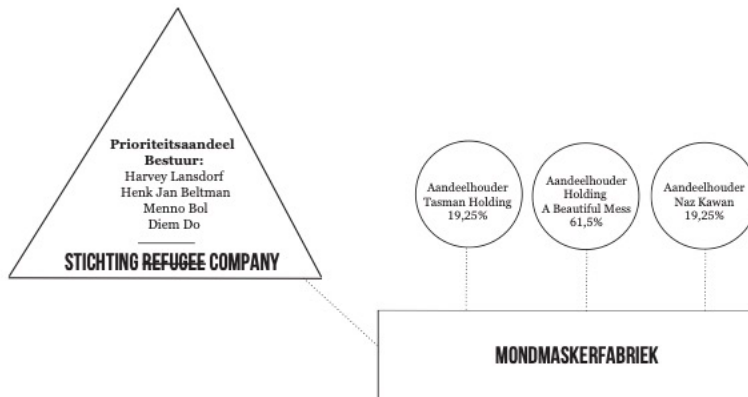 Prioriteitsaandeel
Bestuur:
Harvey Lansdorf
Henk Jan Beltman
Menno Bol
Diem Do
STICHTING REFUGEE COMPANY
Aandeelhouder
Tasman Holding
19,25%
Aandeelhouder
Holding
A Beautiful Mess
61,5%
Aandeelhouder
Naz Kawan
19,25%
MONDMASKERFABRIEK